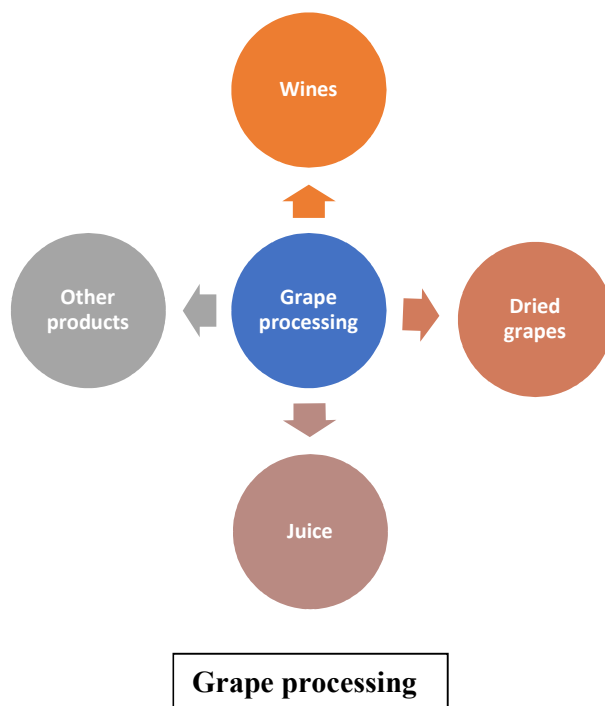 Wines
Other
products
Grape
processing
Dried
grapes
Juice
Grape processing